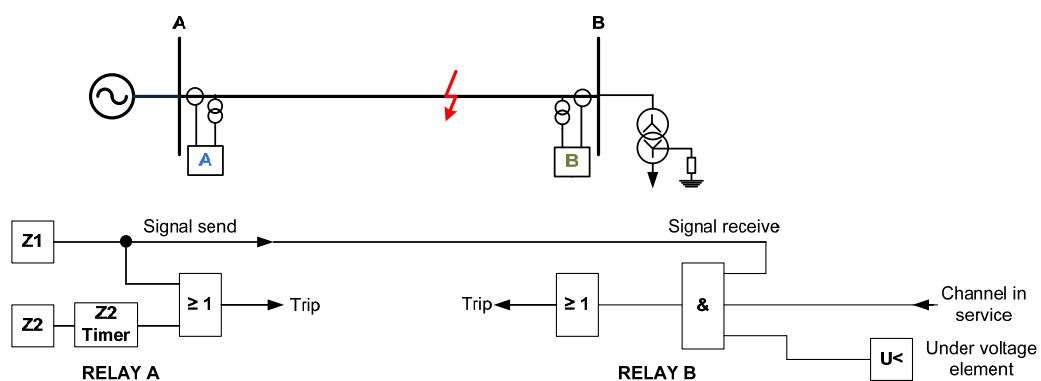 A
B
A
B
Signal send
Signal receive
Z1
≥ 1
Trip
Trip
≥ 1
&
Channel in
service
Z2
Z2
Timer
U<
Under voltage
element
RELAY A
RELAY B